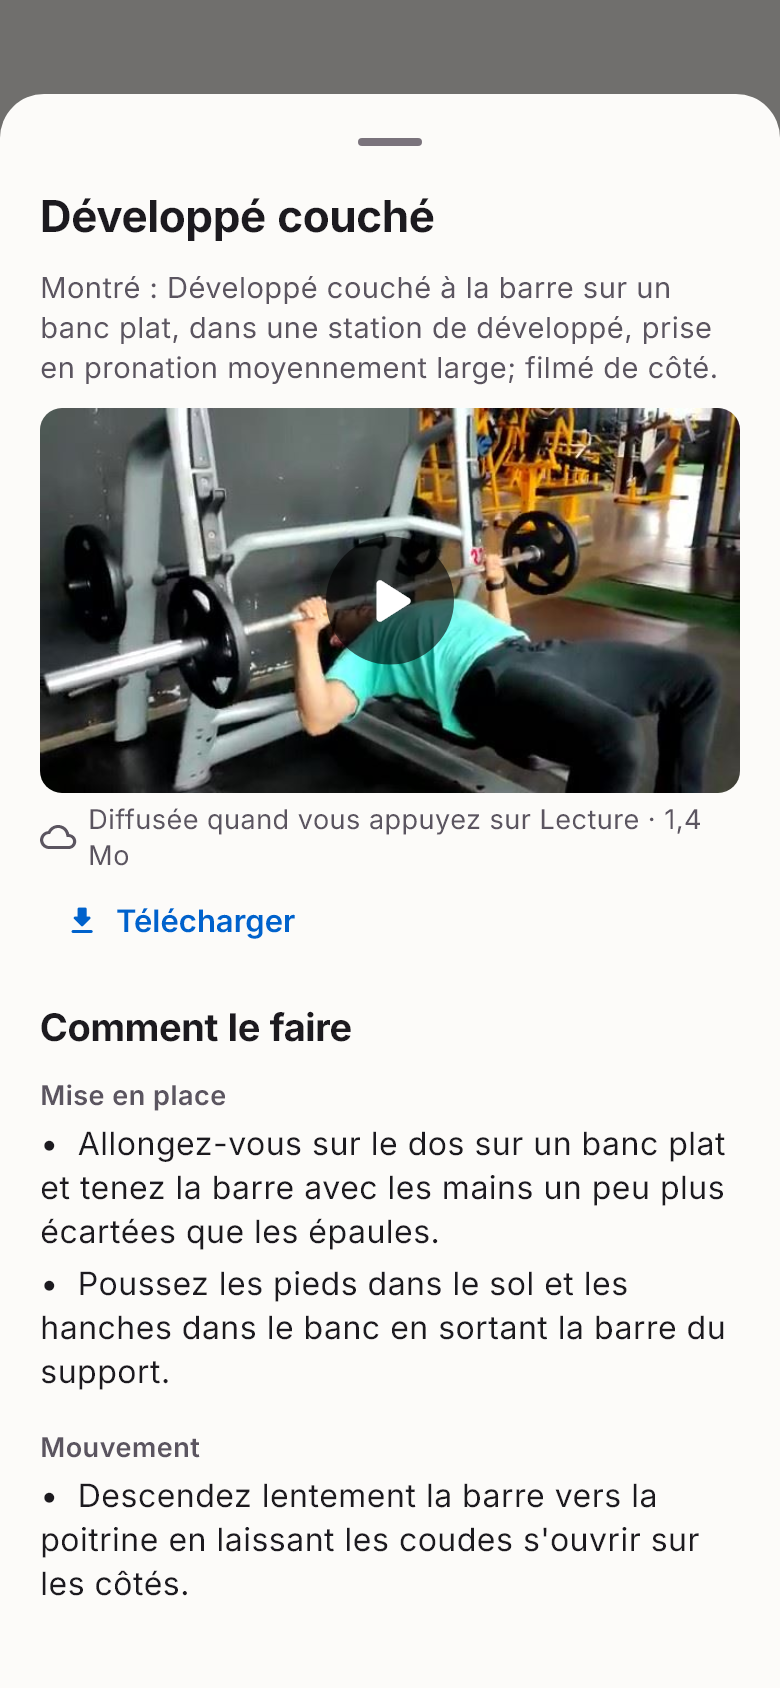 Développé couché
Montré : Développé couché à la barre sur un
banc plat, dans une station de développé, prise
en pronation moyennement large; filmé de côté.
Diffusée quand vous appuyez sur Lecture · 1,4
Mo
Télécharger
Comment le faire
Mise en place
• Allongez-vous sur le dos sur un banc plat
et tenez la barre avec les mains un peu plus
écartées que les épaules.
• Poussez les pieds dans le sol et les
hanches dans le banc en sortant la barre du
support.
Mouvement
• Descendez lentement la barre vers la
poitrine en laissant les coudes s'ouvrir sur
les côtés.